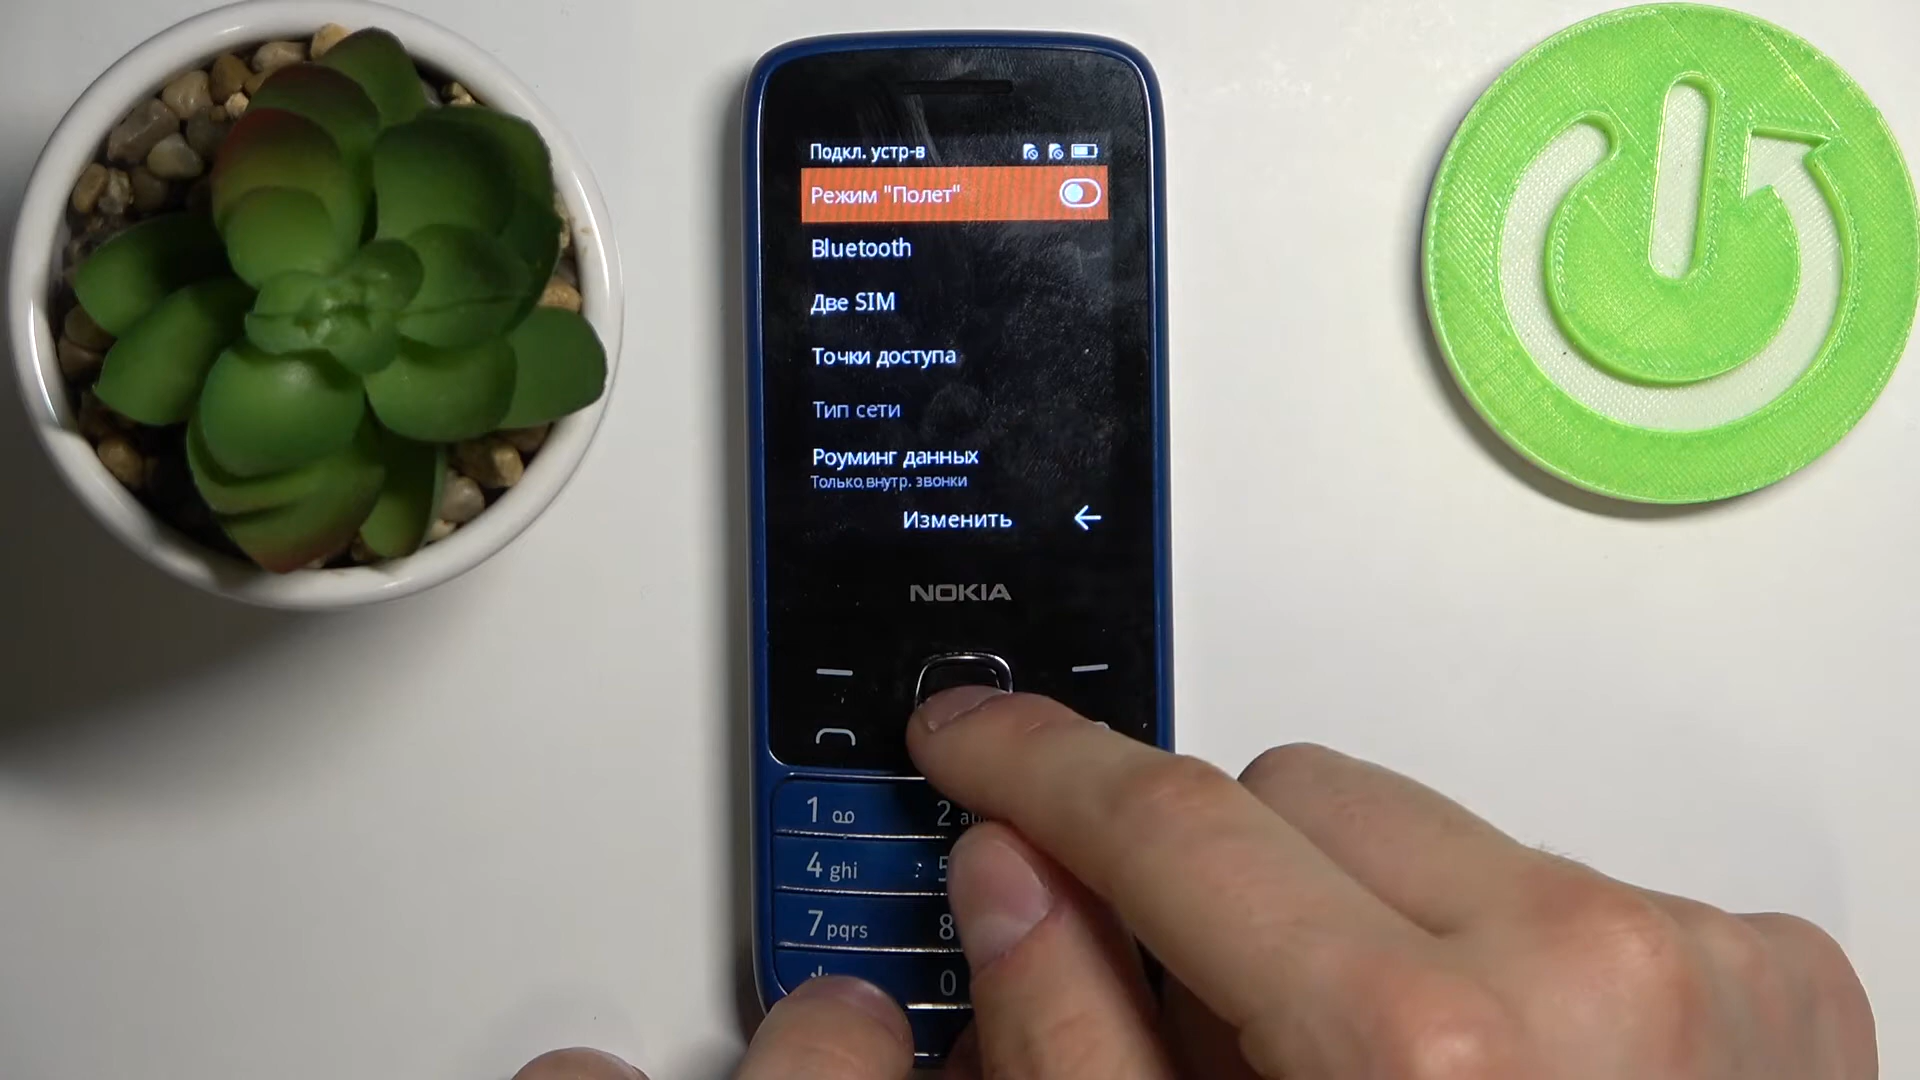 Подкл. устр-в
Режим "Полет"
Bluetooth
Две SIM
Точки доступа
Тип сети
Роуминг данных
Только внутр. звонки
Изменить
NOKIA
1
2
4 ghi
7 pqrs
8
0